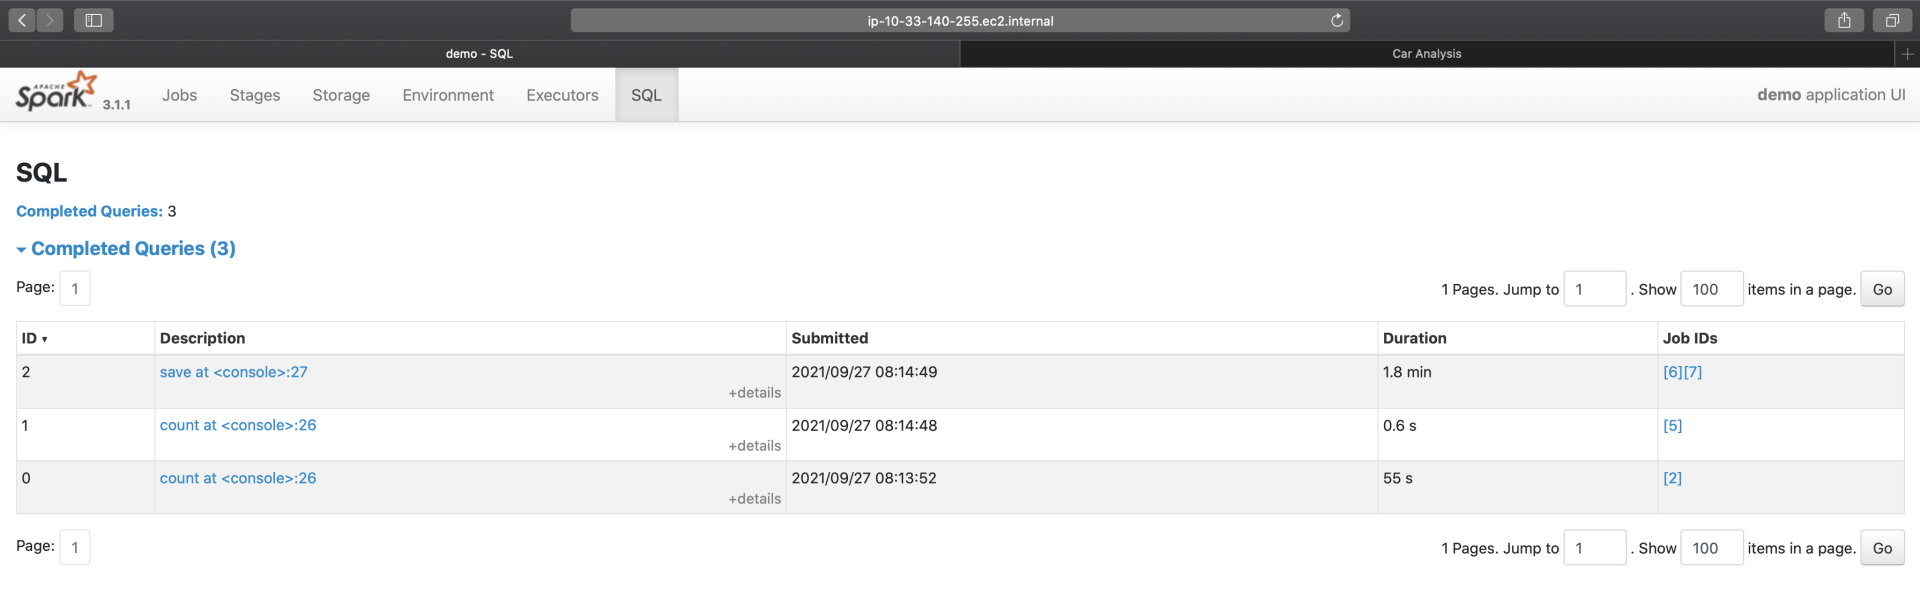 ip-10-33-140-255.ec2.internal
demo - SQL
Car Analysis
APACHE
Spark 3.1.1 Jobs Stages Storage Environment Executors SQL demo application UI
SQL
Completed Queries: 3
Completed Queries (3)
Page: 1 1 Pages. Jump to 1 . Show 100 items in a page. Go
ID Description Submitted Duration Job IDs
2 save at <console>:27 2021/09/27 08:14:49 1.8 min [6][7]
+details
1 count at <console>:26 2021/09/27 08:14:48 0.6 s [5]
+details
0 count at <console>:26 2021/09/27 08:13:52 55 s [2]
+details
Page: 1 1 Pages. Jump to 1 . Show 100 items in a page. Go